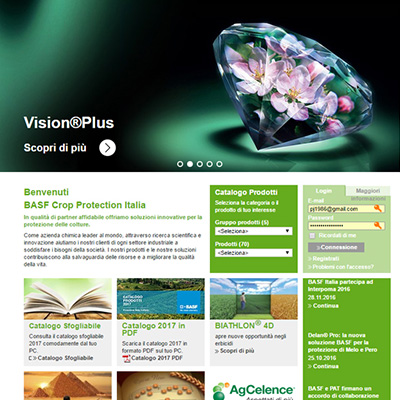 Vision®Plus
Scopri di più
Benvenuti
BASF Crop Protection Italia
In qualità di partner affidabile offriamo soluzioni innovative per la
protezione delle colture.
Come azienda chimica leader al mondo, attraverso ricerca scientifica e
innovazione aiutiamo i nostri clienti di ogni settore industriale a
soddisfare i bisogni della società. I nostri prodotti e le nostre soluzioni
contribuiscono alla salvaguardia delle risorse e a migliorare la qualità
della vita.
Catalogo Prodotti
Seleziona la categoria o il
prodotto di tuo interesse
Gruppo prodotti (5)
<Seleziona>
Prodotti (70)
<Seleziona>
Login
Maggiori
informazioni
E-mail
pj1986@gmail.com
Password
Ricordati di me
Connessione
Registrati
Problemi con l'accesso?
CATALOGO
PRODOTTI
2017
BASF
Catalogo Sfogliabile
Consulta il catalogo sfogliabile
2017 comodamente dal tuo
PC.
Catalogo Sfogliabile
Catalogo 2017 in
PDF
Scarica il catalogo 2017 in
formato PDF sul tuo PC.
Catalogo 2017 in PDF
BIATHLON® 4D
apre nuove opportunità negli
erbicidi
Scopri di più
BASF Italia partecipa ad
Interpoma 2016
28.11.2016
Continua
Delan® Pro: la nuova
soluzione BASF per la
protezione di Melo e Pero
25.10.2016
Continua
BASF e PAT firmano un
accordo di collaborazione
AgCelence®